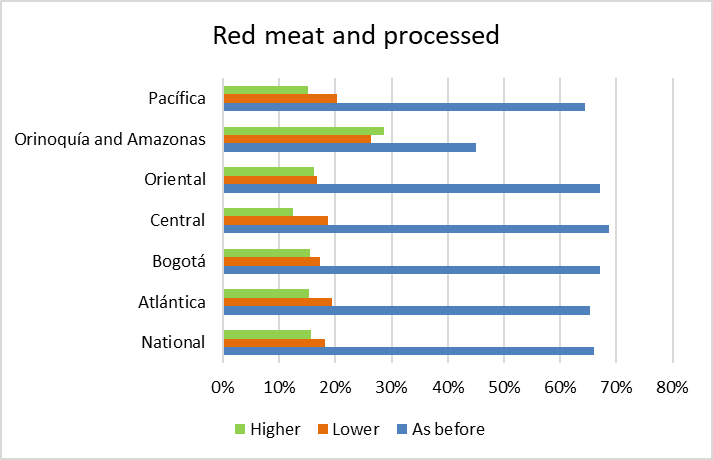 Red meat and processed
Pacífica
Orinoquía and Amazonas
Oriental
Central
Bogotá
Atlántica
National
0% 10% 20% 30% 40% 50% 60% 70% 80%
Higher Lower As before